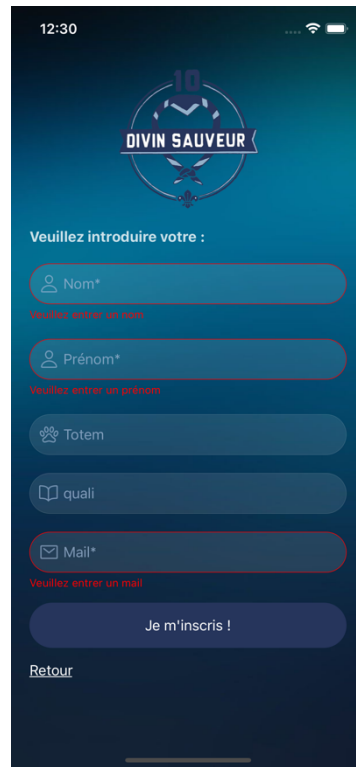 12:30
10
DIVIN SAUVEUR
Veuillez introduire votre :
Nom*
Veuillez entrer un nom
Prénom*
Veuillez entrer un prénom
Totem
quali
Mail*
Veuillez entrer un mail
Je m'inscris !
Retour